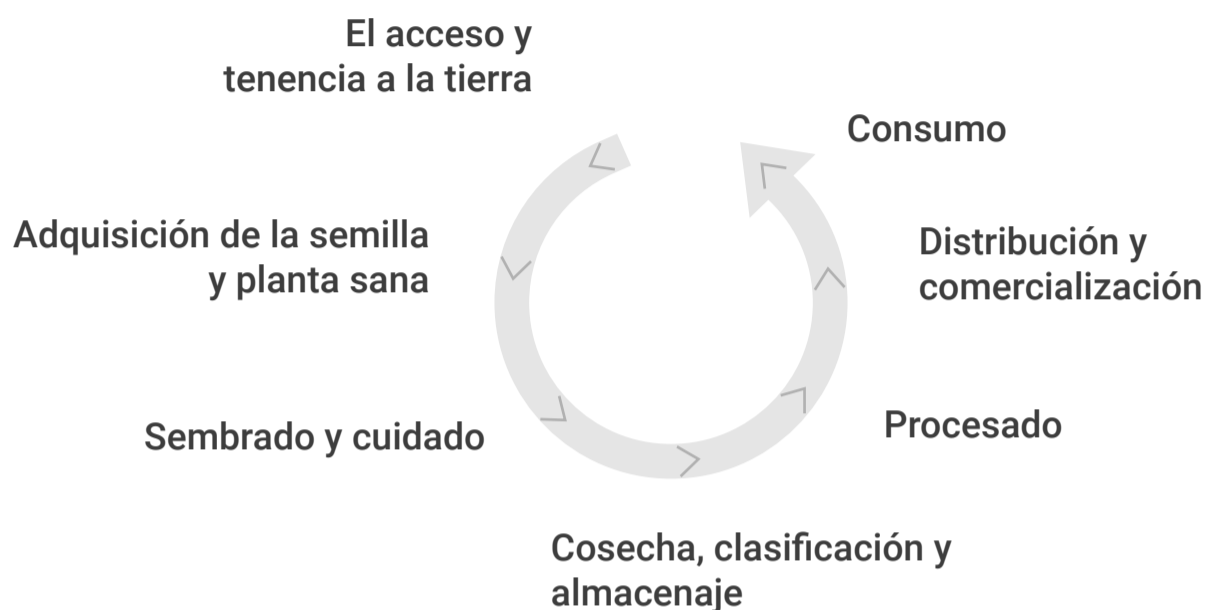 El acceso y
tenencia a la tierra
Adquisición de la semilla
y planta sana
Sembrado y cuidado
Cosecha, clasificación y
almacenaje
Procesado
Distribución y
comercialización
Consumo